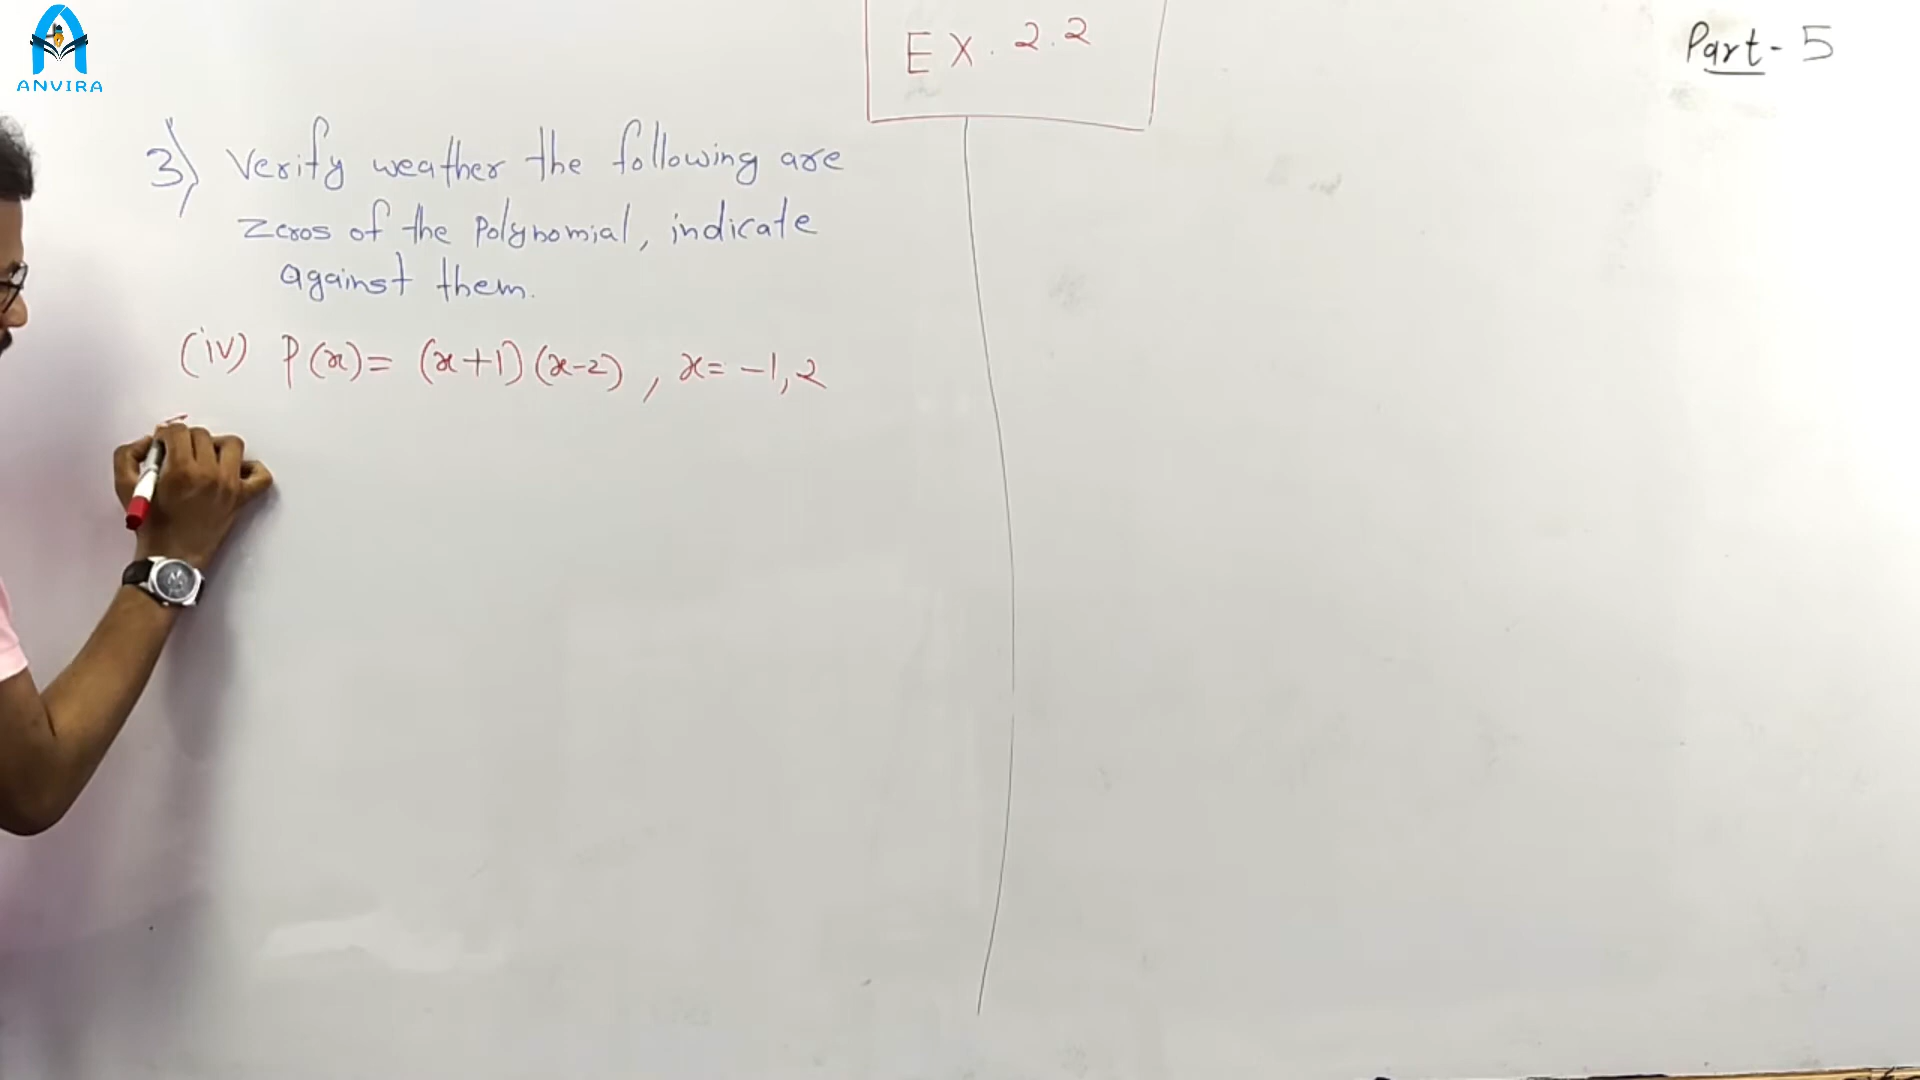 ANVIRA
EX. 2.2
Part - 5
3) Verify weather the following are
zeros of the polynomial, indicate
against them.
(iv) P(x) = (x+1)(x-2), x = -1, 2